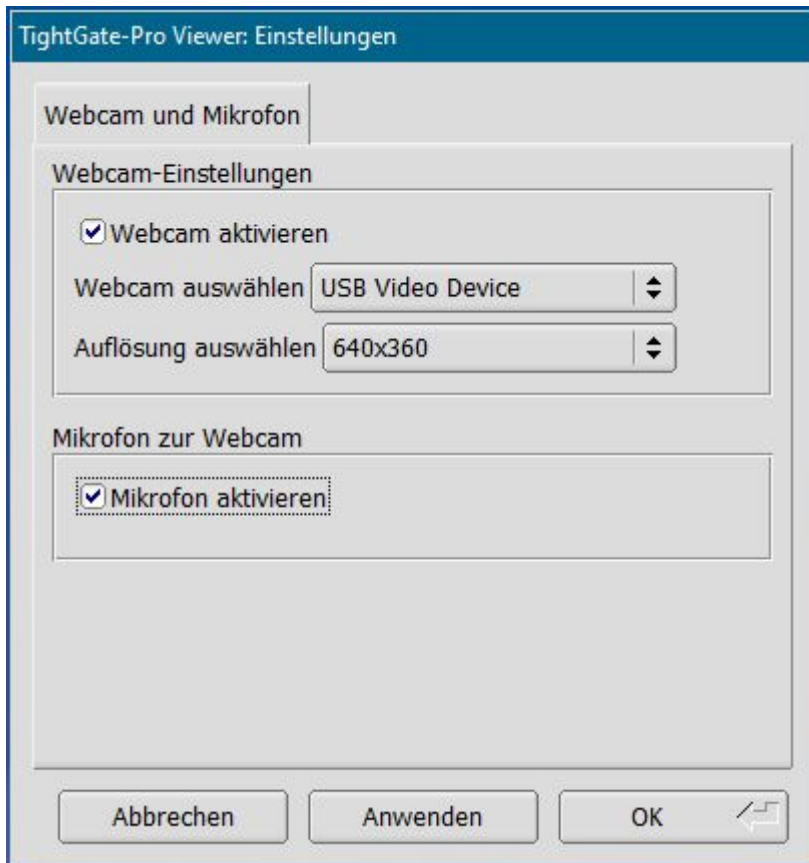 TightGate-Pro Viewer: Einstellungen
Webcam und Mikrofon
Webcam-Einstellungen
Webcam aktivieren
Webcam auswählen USB Video Device
Auflösung auswählen 640x360
Mikrofon zur Webcam
Mikrofon aktivieren
Abbrechen Anwenden OK